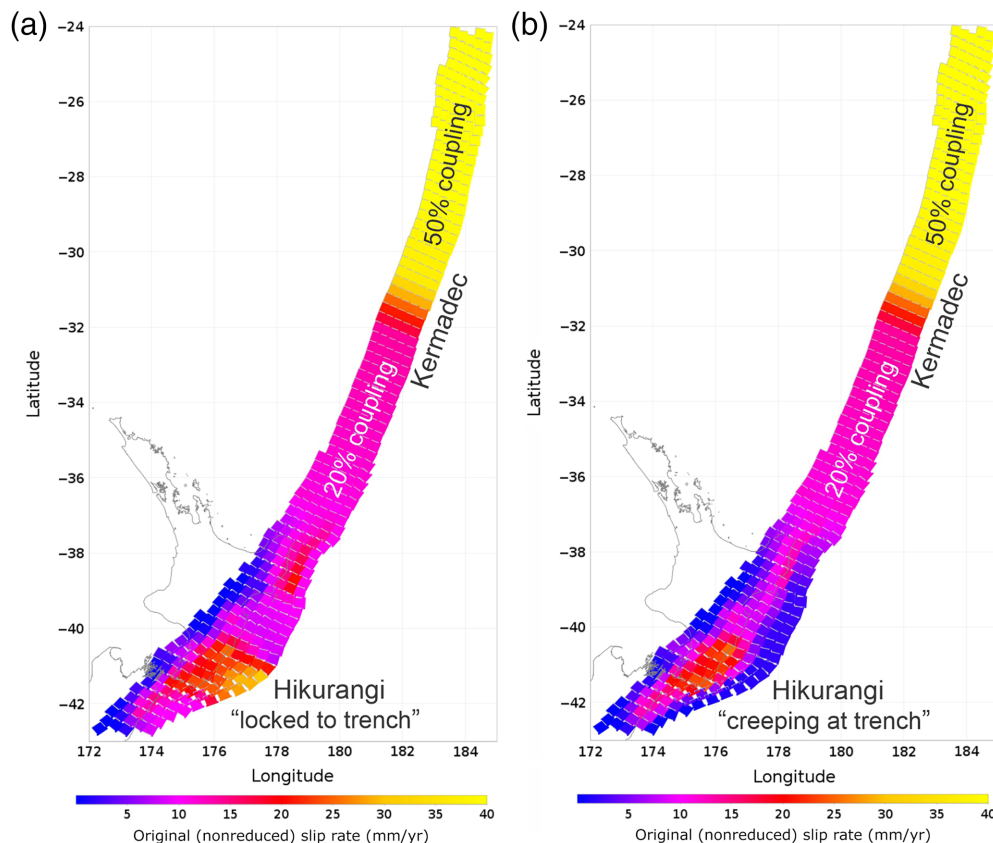 (a)
−24
−26
−28
−30
−32
−34
−36
−38
−40
−42
Latitude
50% coupling
Kermadec
20% coupling
Hikurangi
“locked to trench”
172 174 176 178 180 182 184
Longitude
5 10 15 20 25 30 35 40
Original (nonreduced) slip rate (mm/yr)
(b)
−24
−26
−28
−30
−32
−34
−36
−38
−40
−42
Latitude
50% coupling
Kermadec
20% coupling
Hikurangi
“creeping at trench”
172 174 176 178 180 182 184
Longitude
5 10 15 20 25 30 35 40
Original (nonreduced) slip rate (mm/yr)